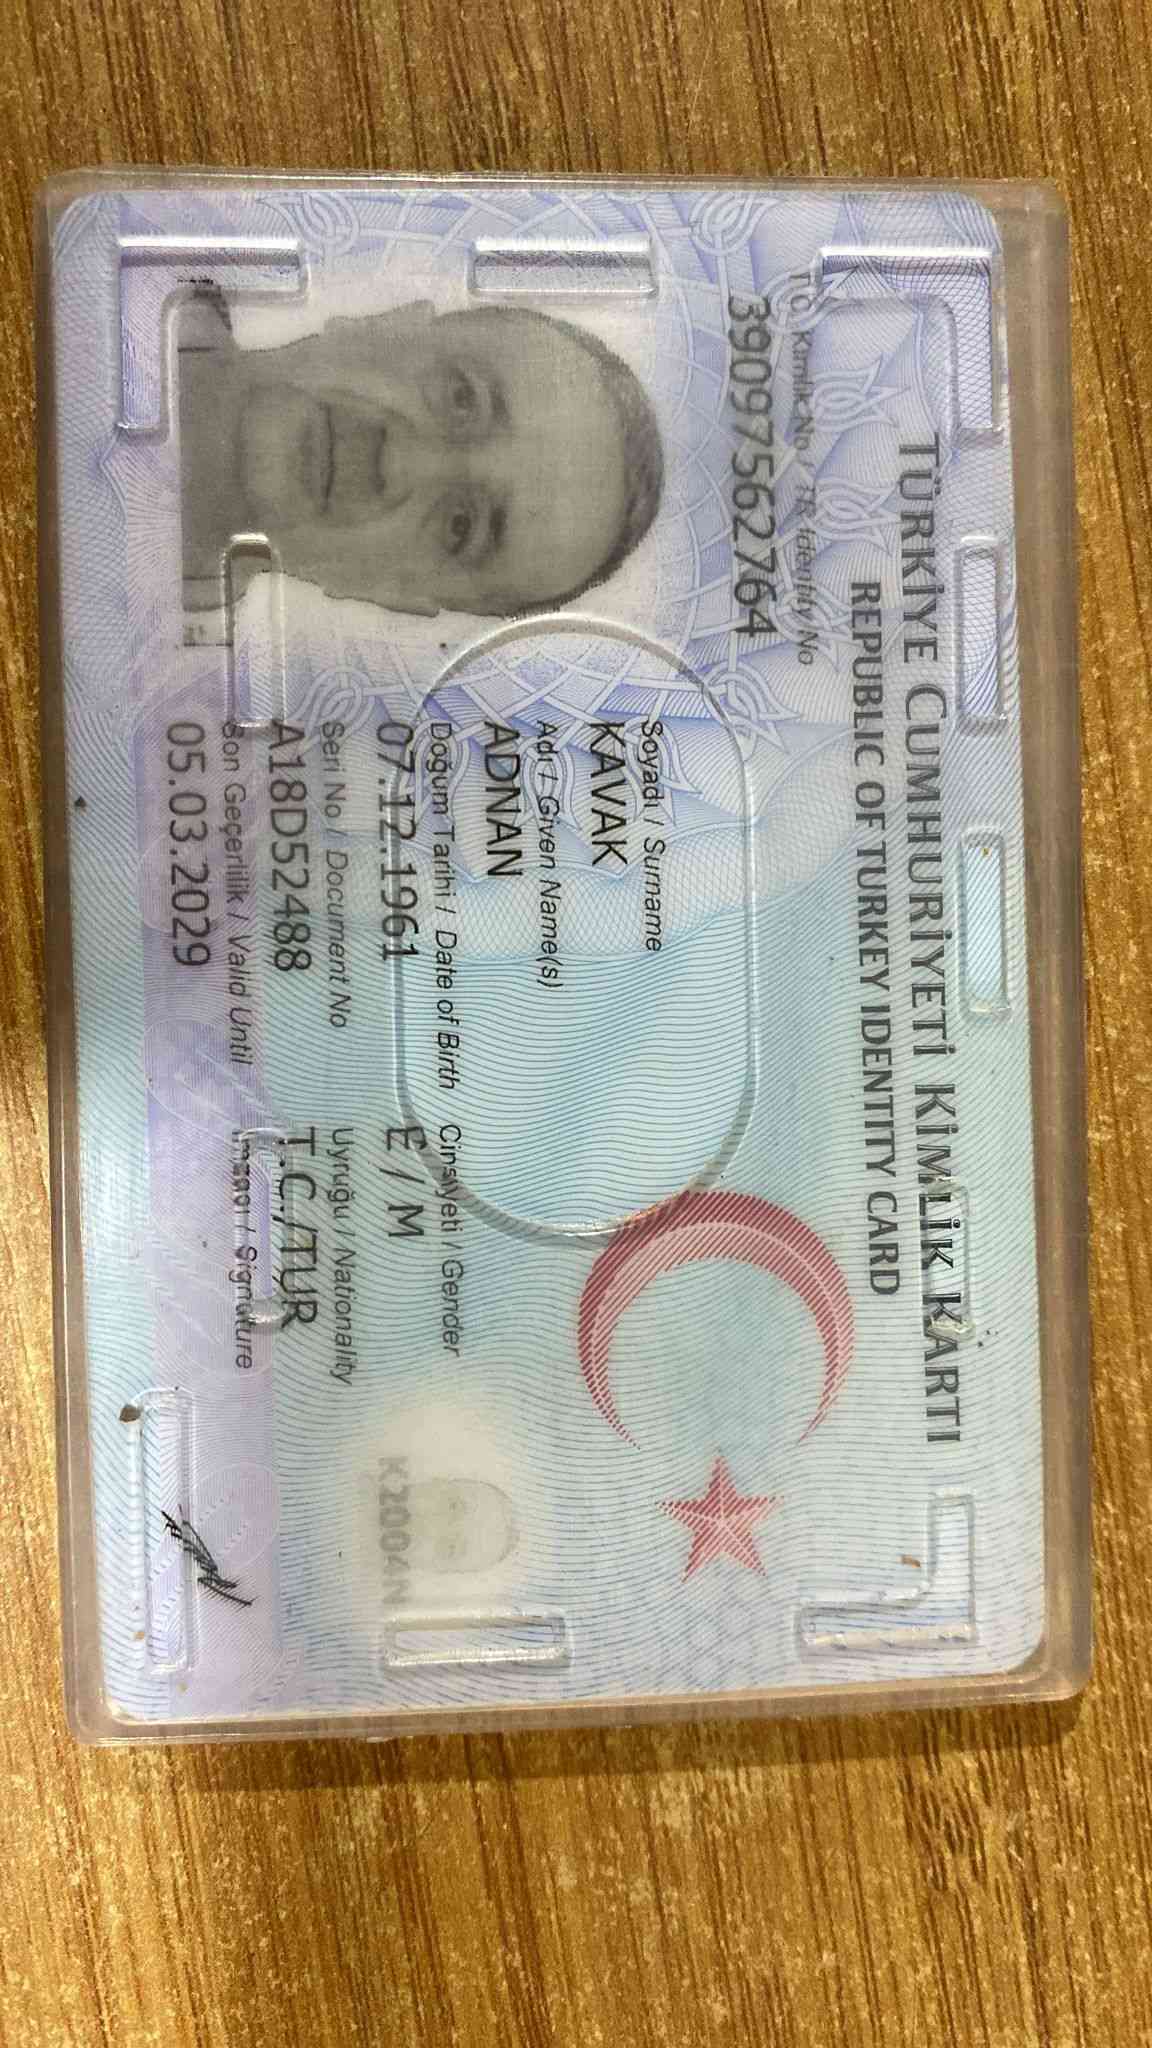 TÜRKİYE CUMHURİYETİ KİMLİK KARTI
REPUBLIC OF TURKEY IDENTITY CARD
T.C. Kimlik No / TR Identity No
39097562764
Soyadı / Surname
KAVAK
Adı / Given Name(s)
ADNAN
Doğum Tarihi / Date of Birth Cinsiyeti / Gender
07.12.1961 E / M
Seri No / Document No Uyruğu / Nationality
A18D52488 T.C./TUR
Son Geçerlilik / Valid Until İmzası / Signature
05.03.2029